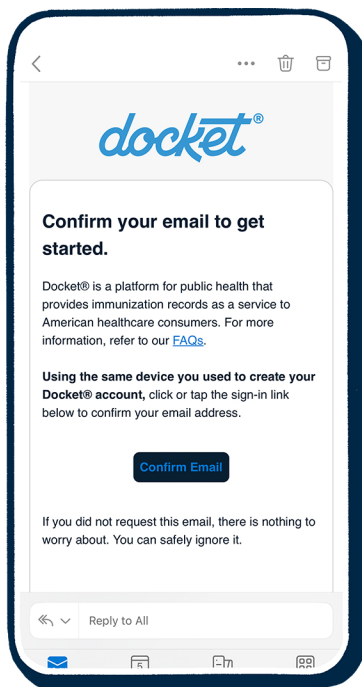 docket®
Confirm your email to get
started.
Docket® is a platform for public health that
provides immunization records as a service to
American healthcare consumers. For more
information, refer to our FAQs.
Using the same device you used to create your
Docket® account, click or tap the sign-in link
below to confirm your email address.
Confirm Email
If you did not request this email, there is nothing to
worry about. You can safely ignore it.
Reply to All